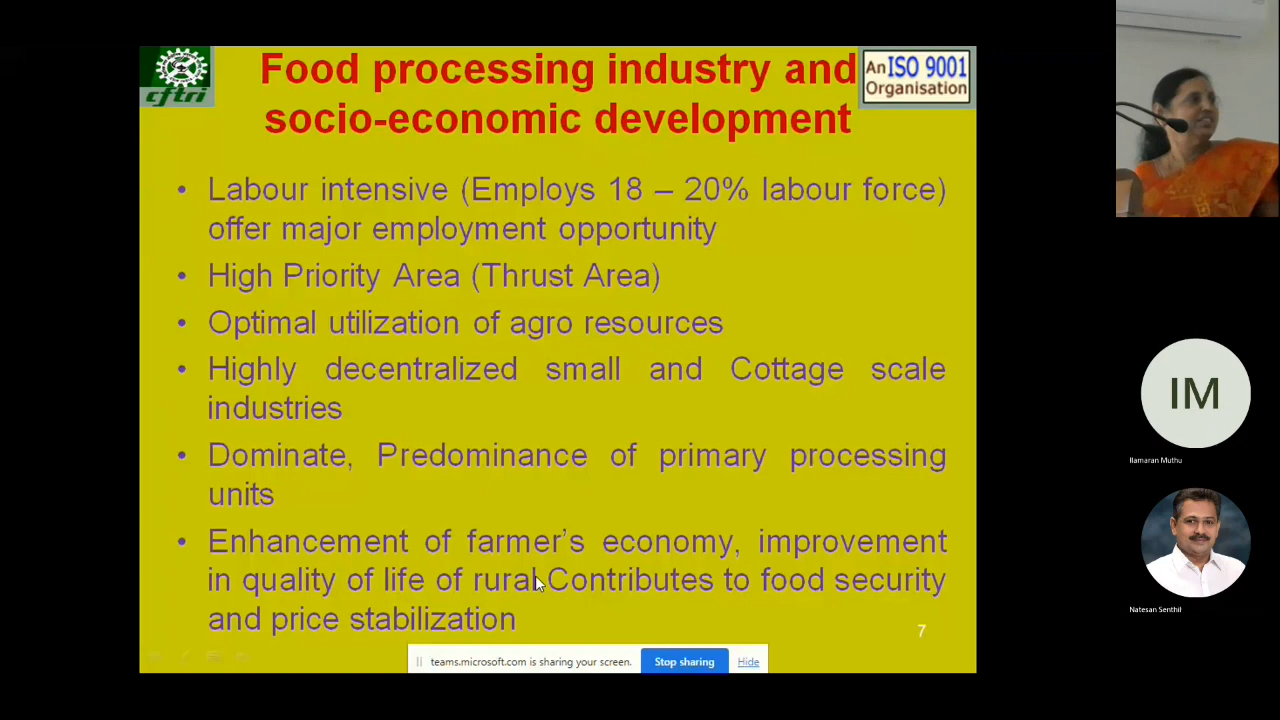 cftri
Food processing industry and
socio-economic development
An ISO 9001
Organisation
• Labour intensive (Employs 18 – 20% labour force)
offer major employment opportunity
• High Priority Area (Thrust Area)
• Optimal utilization of agro resources
• Highly decentralized small and Cottage scale
industries
• Dominate, Predominance of primary processing
units
• Enhancement of farmer's economy, improvement
in quality of life of rural Contributes to food security
and price stabilization
7
teams.microsoft.com is sharing your screen.
Stop sharing
Hide
IM
Ilamaran Muthu
Natesan Senthil